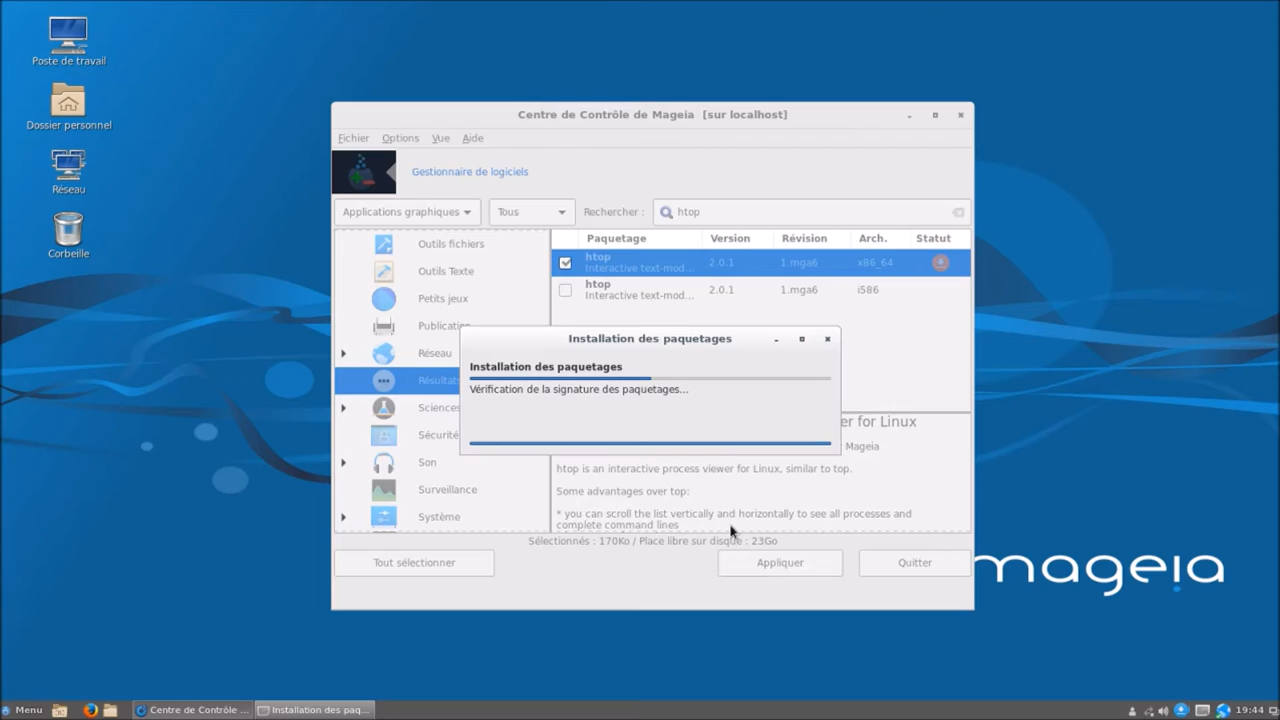 Poste de travail
Dossier personnel
Réseau
Corbeille
Centre de Contrôle de Mageia [sur localhost]
Fichier Options Vue Aide
Gestionnaire de logiciels
Applications graphiques Tous Rechercher : htop
Paquetage Version Révision Arch. Statut
Outils fichiers
Outils Texte
Petits jeux
Publication
Réseau
Résultats
Sciences
Sécurité
Son
Surveillance
Système
htop 2.0.1 1.mga6 x86_64
Interactive text-mod...
htop 2.0.1 1.mga6 i586
Interactive text-mod...
Installation des paquetages
Installation des paquetages
Vérification de la signature des paquetages...
er for Linux
Mageia
htop is an interactive process viewer for Linux, similar to top.
Some advantages over top:
* you can scroll the list vertically and horizontally to see all processes and
complete command lines
Sélectionnés : 170Ko / Place libre sur disque : 23Go
Tout sélectionner Appliquer Quitter
mageia
Menu Centre de Contrôle ... Installation des paq... 19:44